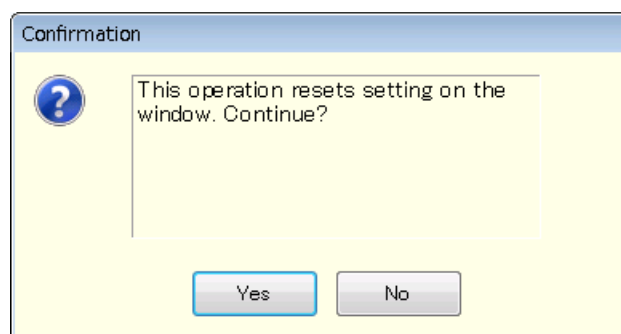 Confirmation
This operation resets setting on the
window. Continue?
Yes
No